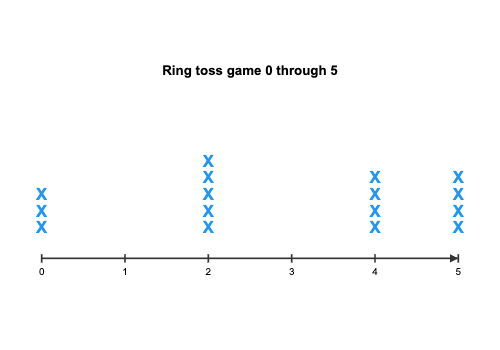 Ring toss game 0 through 5
X
X X X
X X X X
X X X X
X X X X
0 1 2 3 4 5